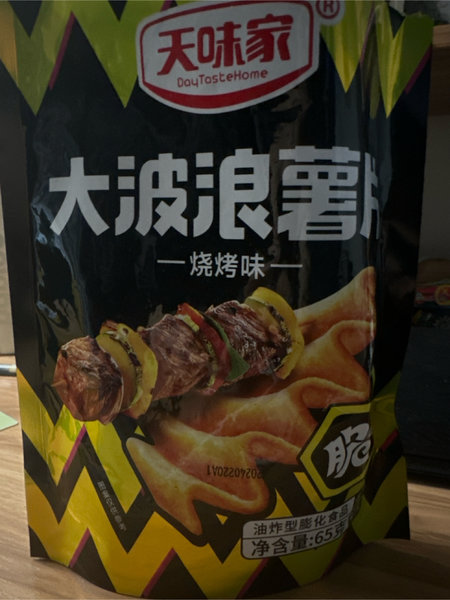 天味家®
DayTasteHome
大波浪薯片
烧烤味
脆
20240220A1
油炸型膨化食品
净含量:65克